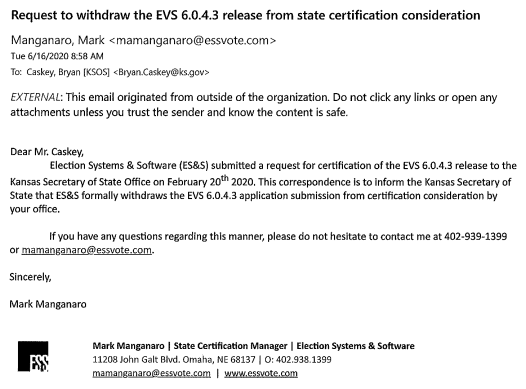 Request to withdraw the EVS 6.0.4.3 release from state certification consideration
Manganaro, Mark <mamanganaro@essvote.com>
Tue 6/16/2020 8:58 AM
To: Caskey, Bryan [KSOS] <Bryan.Caskey@ks.gov>
EXTERNAL: This email originated from outside of the organization. Do not click any links or open any
attachments unless you trust the sender and know the content is safe.
Dear Mr. Caskey,
Election Systems & Software (ES&S) submitted a request for certification of the EVS 6.0.4.3 release to the
Kansas Secretary of State Office on February 20th 2020. This correspondence is to inform the Kansas Secretary of
State that ES&S formally withdraws the EVS 6.0.4.3 application submission from certification consideration by
your office.
If you have any questions regarding this manner, please do not hesitate to contact me at 402-939-1399
or mamanganaro@essvote.com.
Sincerely,
Mark Manganaro
ESS
Mark Manganaro | State Certification Manager | Election Systems & Software
11208 John Galt Blvd. Omaha, NE 68137 | O: 402.938.1399
mamanganaro@essvote.com | www.essvote.com